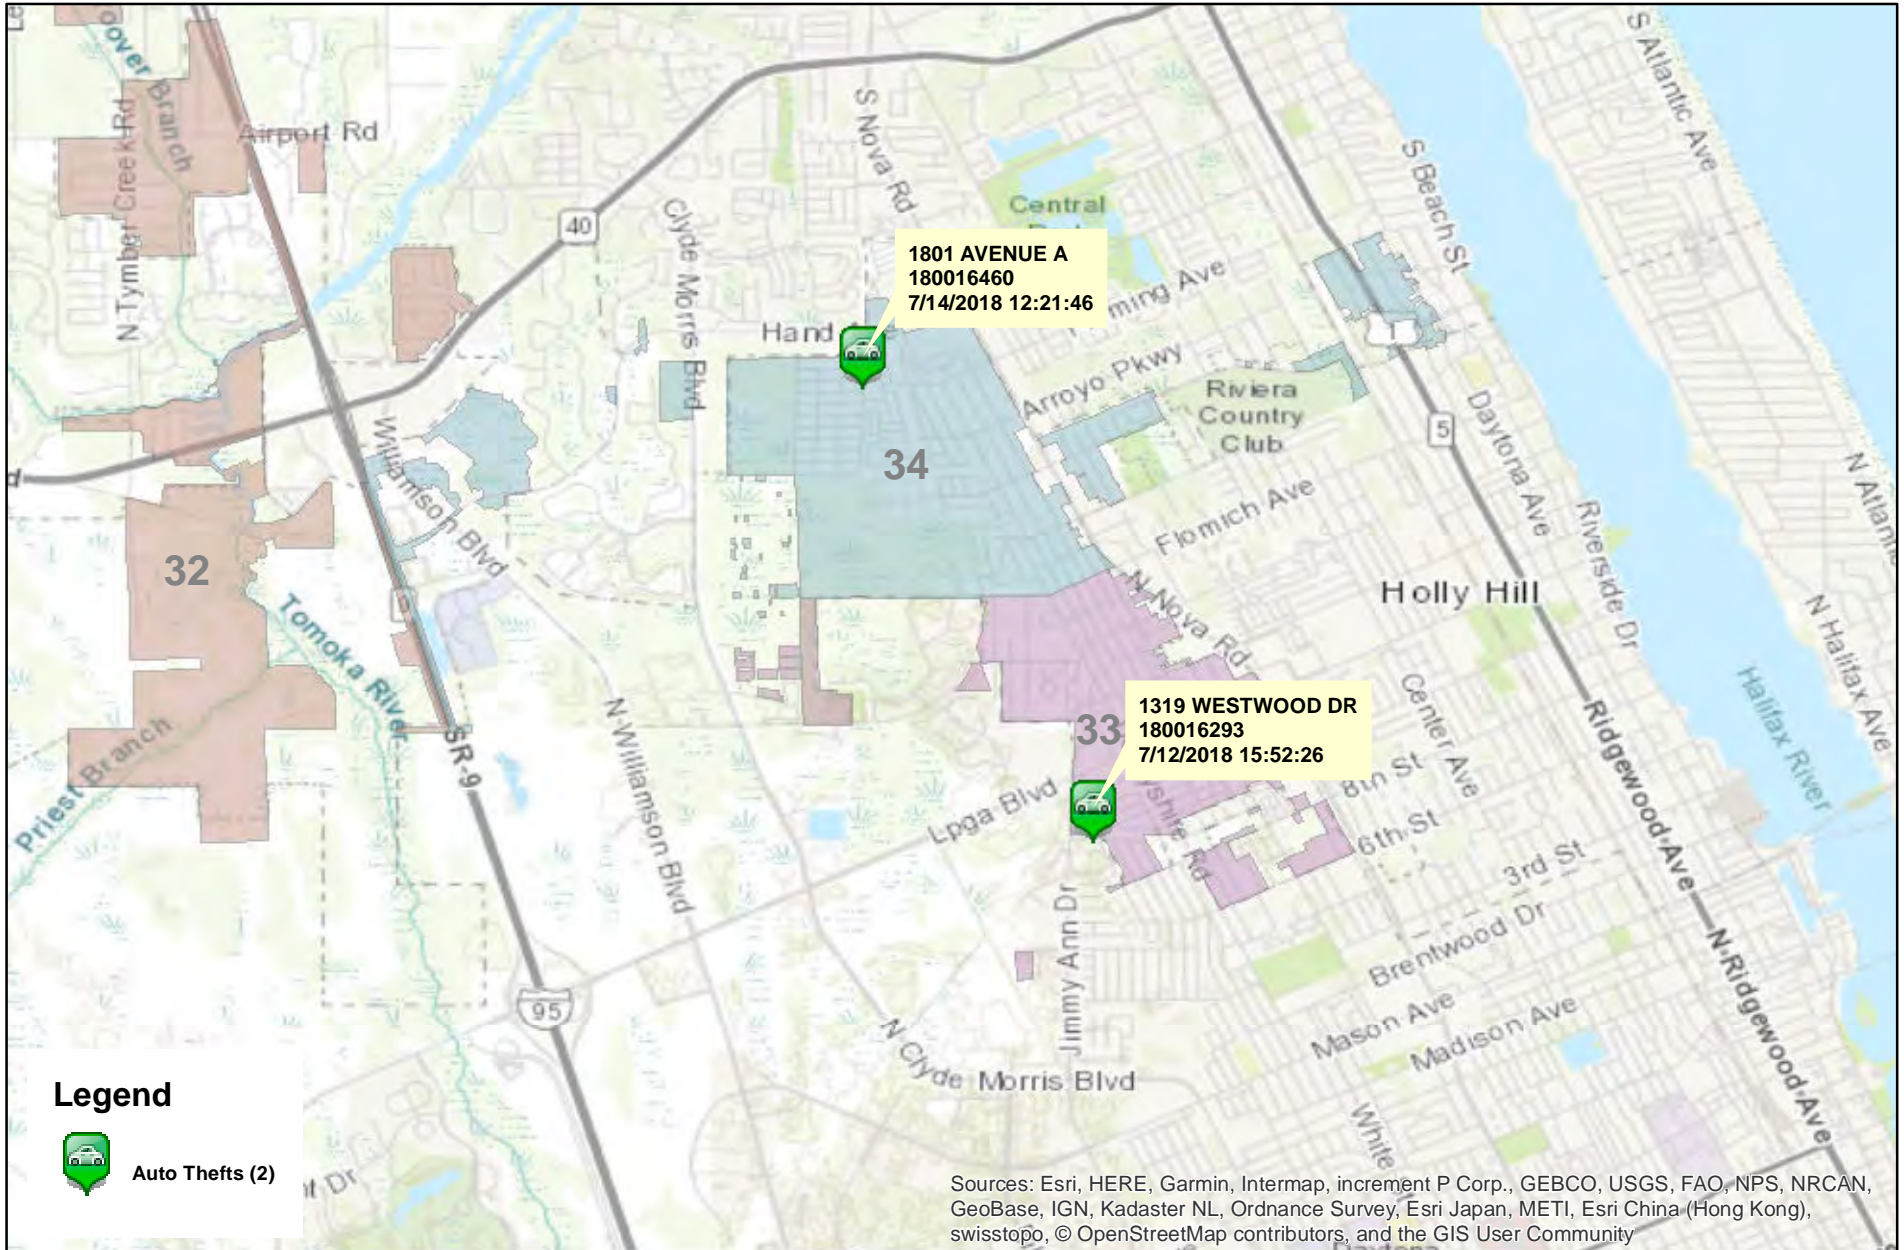 Airport Rd
N Tymber Creek Rd
Branch
40
Clyde Morris Blvd
S Nova Rd
Central
S Beach St
S Atlantic Ave
1801 AVENUE A
180016460
7/14/2018 12:21:46
Hand
Arroyo Pkwy
Riviera
Country
Club
1
5
Daytona Ave
Riverside Dr
N Halifax Ave
Williamson Blvd
34
Flomich Ave
Holly Hill
32
Tomoka River
Priest Branch
SR-9
N Williamson Blvd
N Nova Rd
33
1319 WESTWOOD DR
180016293
7/12/2018 15:52:26
Center Ave
Ridgewood Ave
Halifax River
Lpga Blvd
8th St
6th St
3rd St
Brentwood Dr
Mason Ave
Madison Ave
N Ridgewood Ave
Jimmy Ann Dr
95
N Clyde Morris Blvd
Legend
Auto Thefts (2)
Sources: Esri, HERE, Garmin, Intermap, increment P Corp., GEBCO, USGS, FAO, NPS, NRCAN,
GeoBase, IGN, Kadaster NL, Ordnance Survey, Esri Japan, METI, Esri China (Hong Kong),
swisstopo, © OpenStreetMap contributors, and the GIS User Community